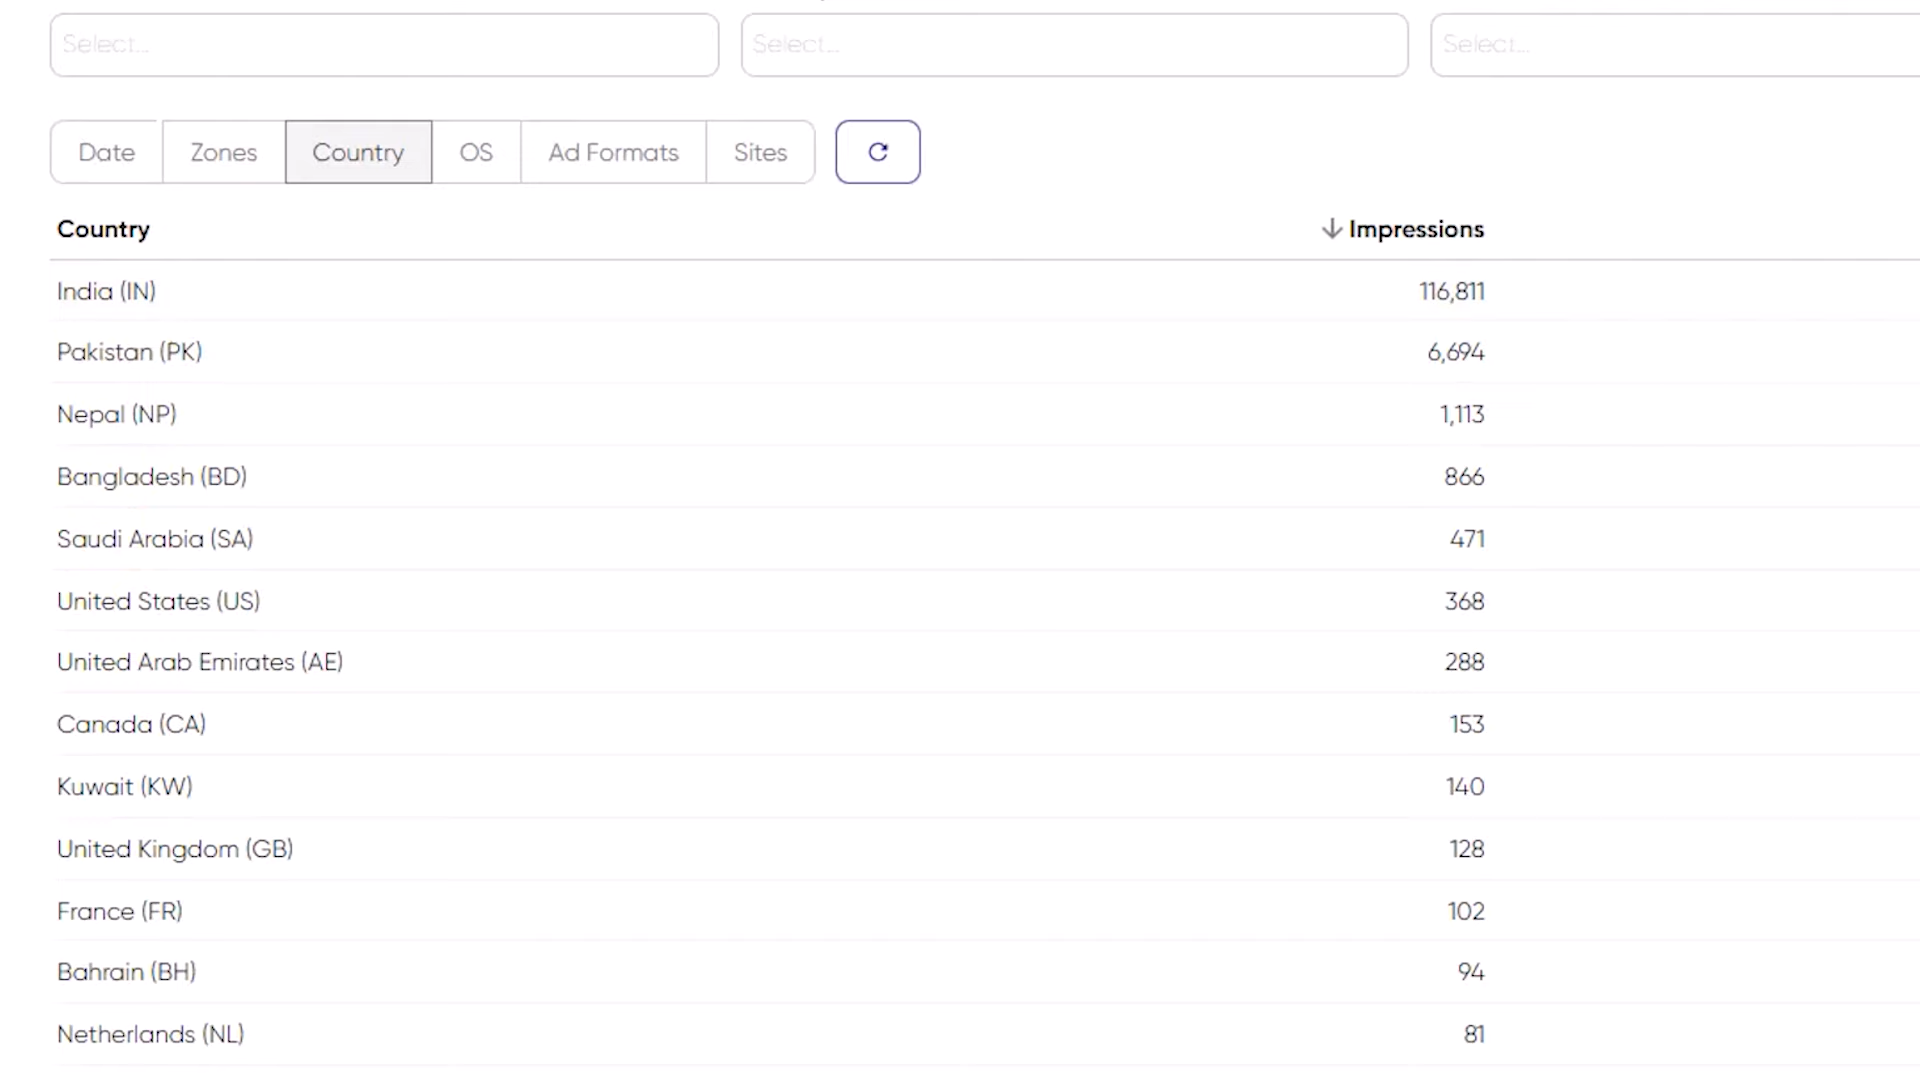 Select... Select... Select...
Date Zones Country OS Ad Formats Sites
Country Impressions
India (IN) 116,811
Pakistan (PK) 6,694
Nepal (NP) 1,113
Bangladesh (BD) 866
Saudi Arabia (SA) 471
United States (US) 368
United Arab Emirates (AE) 288
Canada (CA) 153
Kuwait (KW) 140
United Kingdom (GB) 128
France (FR) 102
Bahrain (BH) 94
Netherlands (NL) 81